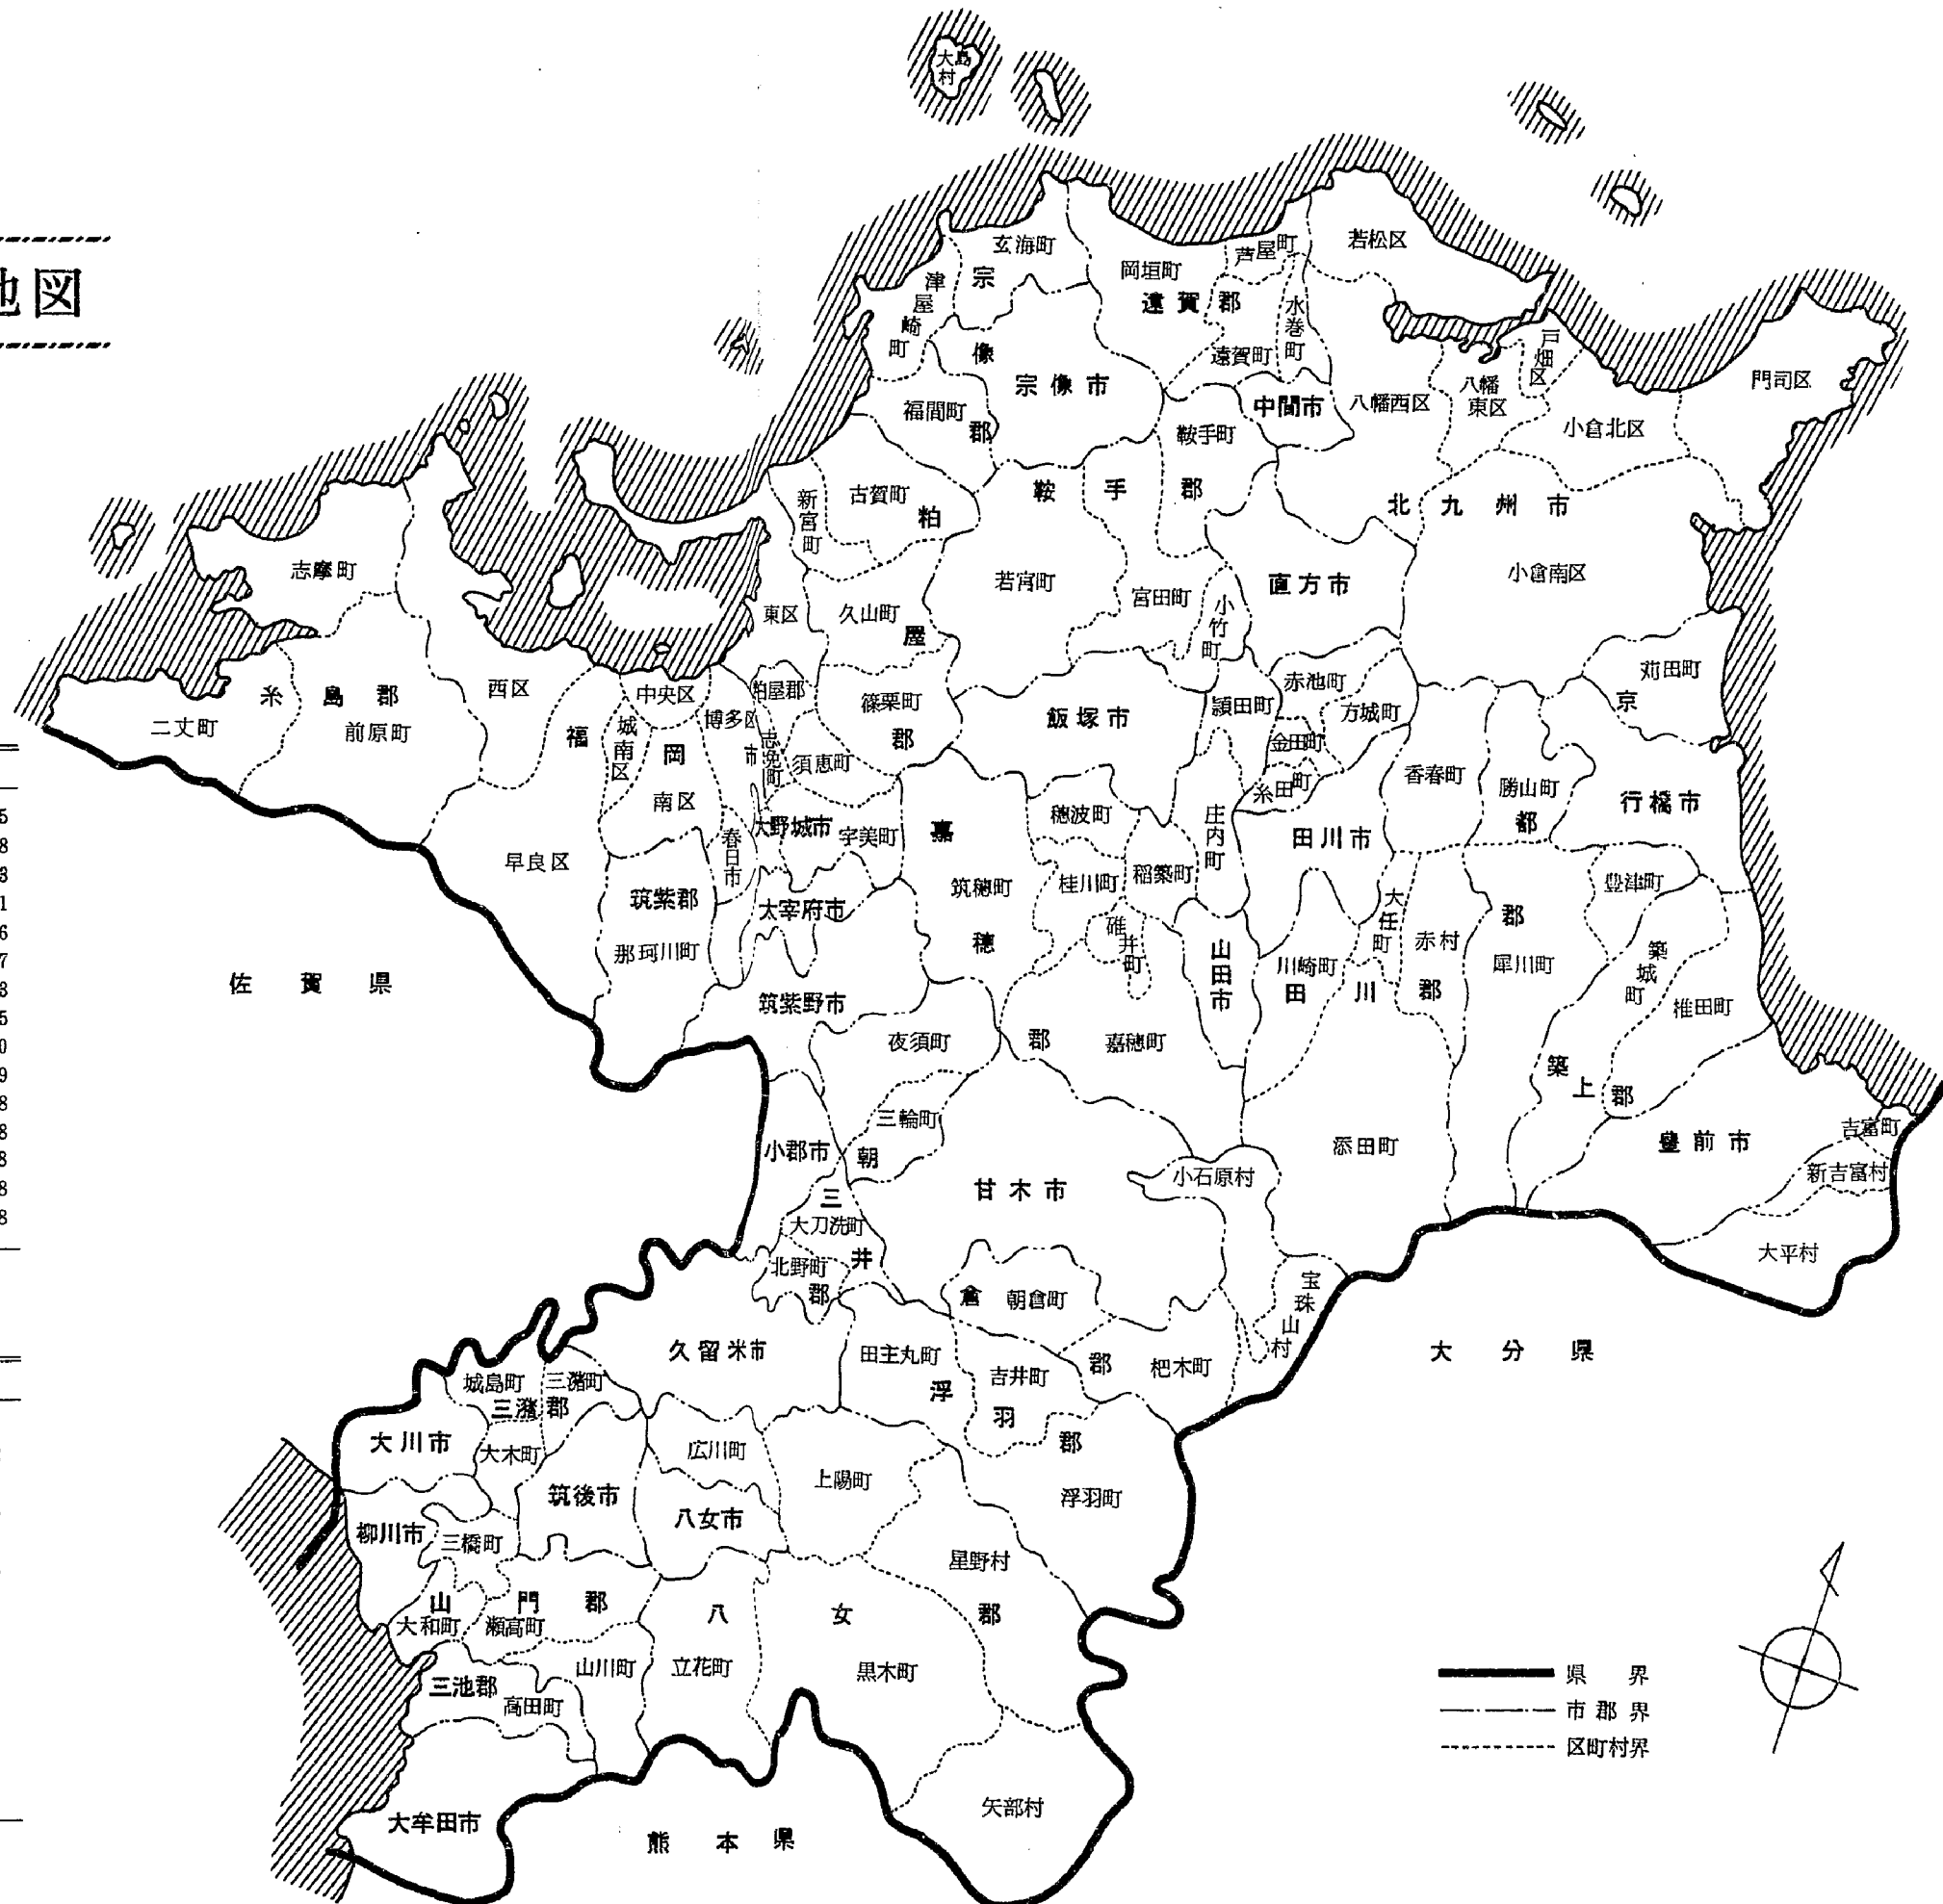 地図
5
8
3
1
6
7
3
5
0
9
8
8
8
8
8
大島村
玄海町
津屋崎町
宗像郡
宗像市
福間町
岡垣町
芦屋町
遠賀郡
遠賀町
水巻町
中間市
若松区
戸畑区
八幡西区
八幡東区
小倉北区
門司区
北九州市
小倉南区
鞍手町
鞍手郡
若宮町
宮田町
小竹町
直方市
古賀町
新宮町
粕屋郡
久山町
東区
篠栗町
粕屋郡
志免町
須恵町
宇美町
志摩町
糸島郡
二丈町
前原町
西区
福岡市
中央区
城南区
博多区
南区
早良区
春日市
大野城市
太宰府市
筑紫郡
那珂川町
筑紫野市
飯塚市
頴田町
赤池町
方城町
金田町
糸田町
香春町
勝山町
苅田町
京都郡
行橋市
豊津町
犀川町
嘉穂郡
筑穂町
穂波町
桂川町
稲築町
庄内町
碓井町
嘉穂町
山田市
田川市
川崎町
大任町
赤村
田川郡
添田町
築城町
椎田町
築上郡
豊前市
吉富町
新吉富村
大平村
佐賀県
夜須町
三輪町
朝倉郡
小郡市
三井郡
大刀洗町
北野町
甘木市
小石原村
宝珠山村
朝倉町
杷木町
大分県
久留米市
田主丸町
吉井町
浮羽郡
浮羽町
城島町
三潴町
三潴郡
大木町
大川市
筑後市
広川町
八女市
上陽町
星野村
柳川市
三橋町
山門郡
大和町
瀬高町
山川町
八女郡
立花町
黒木町
矢部村
三池郡
高田町
大牟田市
熊本県
県界
市郡界
区町村界